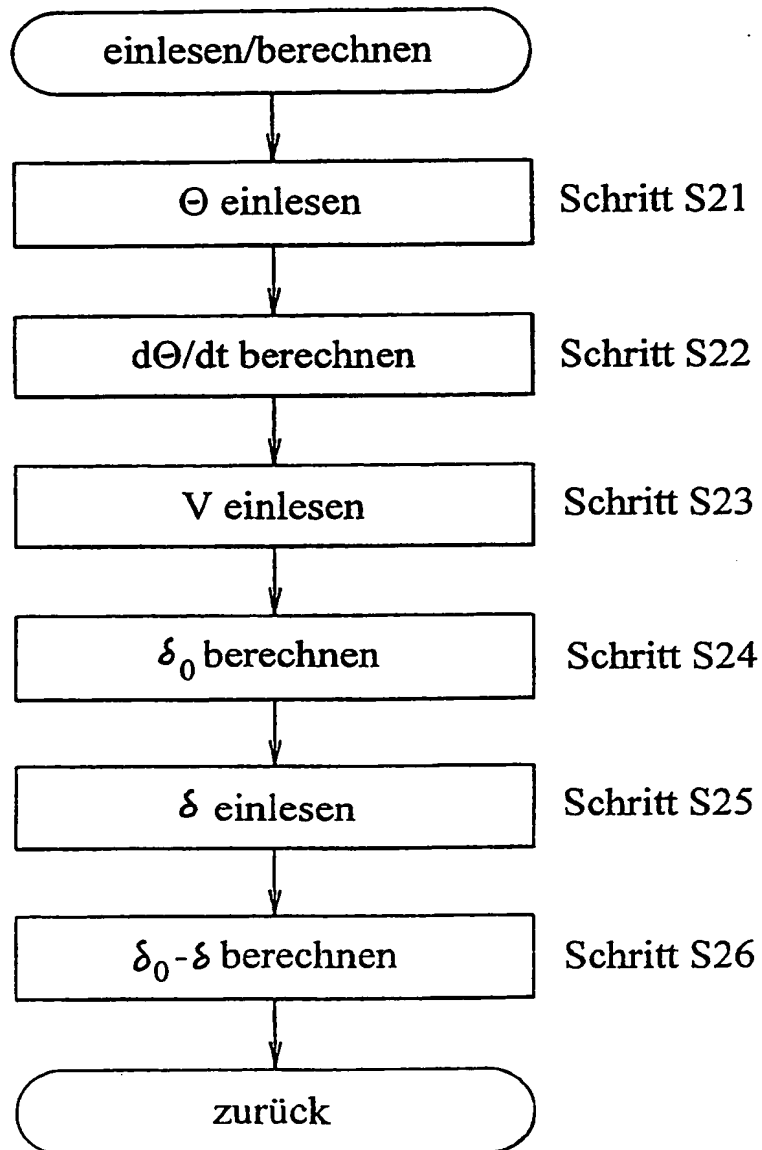 einlesen/berechnen
Θ einlesen Schritt S21
dΘ/dt berechnen Schritt S22
V einlesen Schritt S23
δ₀ berechnen Schritt S24
δ einlesen Schritt S25
δ₀-δ berechnen Schritt S26
zurück